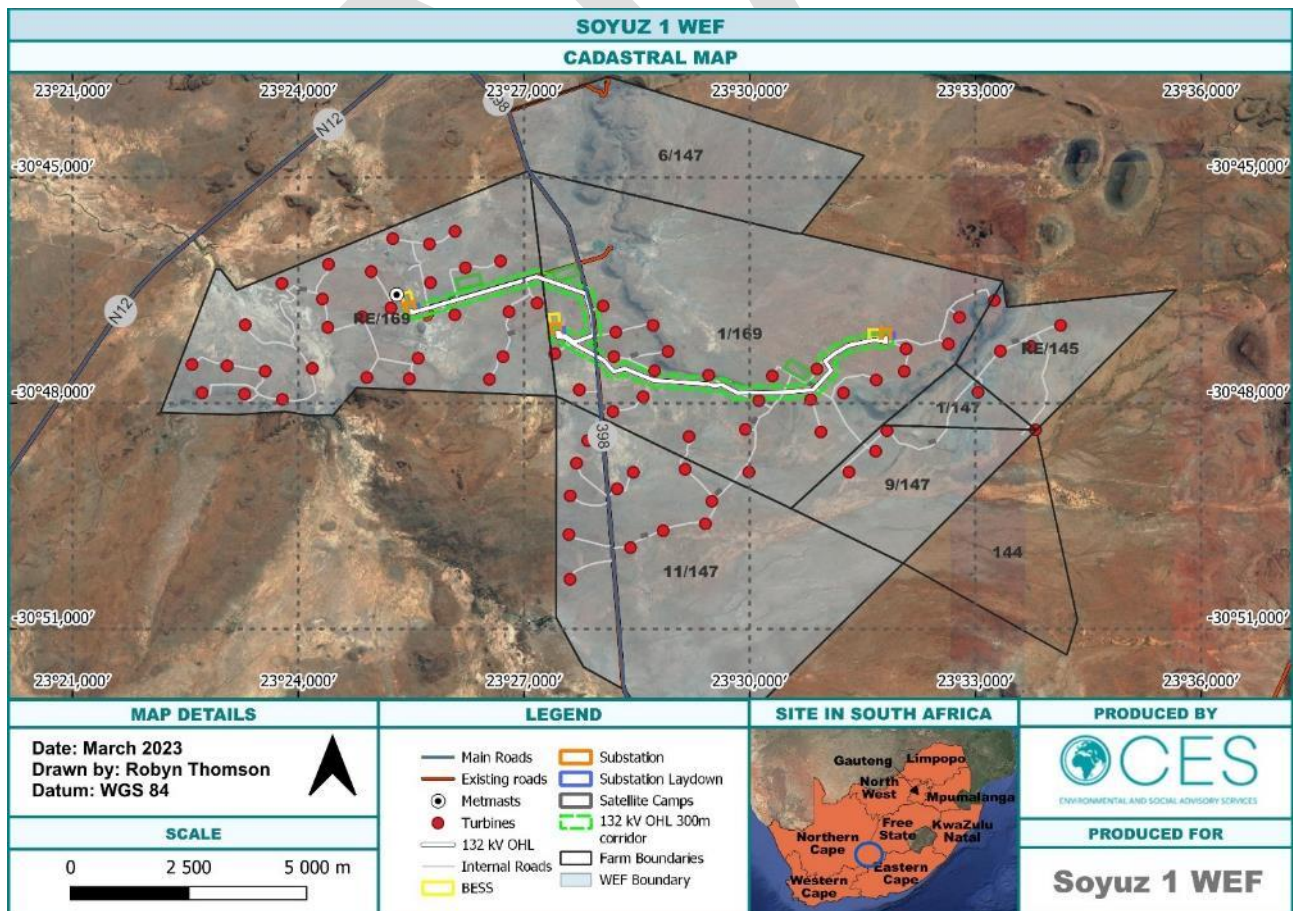 SOYUZ 1 WEF
CADASTRAL MAP
23°21,000′
23°24,000′
23°27,000′
23°30,000′
23°33,000′
23°36,000′
N12
398
6/147
-30°45,000′
-30°45,000′
N12
RE/169
1/169
RE/145
-30°48,000′
-30°48,000′
1/147
398
9/147
144
11/147
-30°51,000′
-30°51,000′
23°21,000′
23°24,000′
23°27,000′
23°30,000′
23°33,000′
23°36,000′
MAP DETAILS
Date: March 2023
Drawn by: Robyn Thomson
Datum: WGS 84
SCALE
0 2 500 5 000 m
LEGEND
Main Roads
Existing roads
Metmasts
Turbines
132 kV OHL
Internal Roads
BESS
Substation
Substation Laydown
Satellite Camps
132 kV OHL 300m
corridor
Farm Boundaries
WEF Boundary
SITE IN SOUTH AFRICA
Gauteng
Limpopo
North
West
Mpumalanga
Free
State
KwaZulu
Natal
Northern
Cape
Eastern
Cape
Western
Cape
PRODUCED BY
CES
ENVIRONMENTAL AND SOCIAL ADVISORY SERVICES
PRODUCED FOR
Soyuz 1 WEF